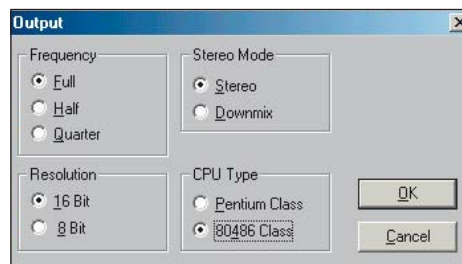 Output
Frequency
Full
Half
Quarter
Stereo Mode
Stereo
Downmix
Resolution
16 Bit
8 Bit
CPU Type
Pentium Class
80486 Class
OK
Cancel